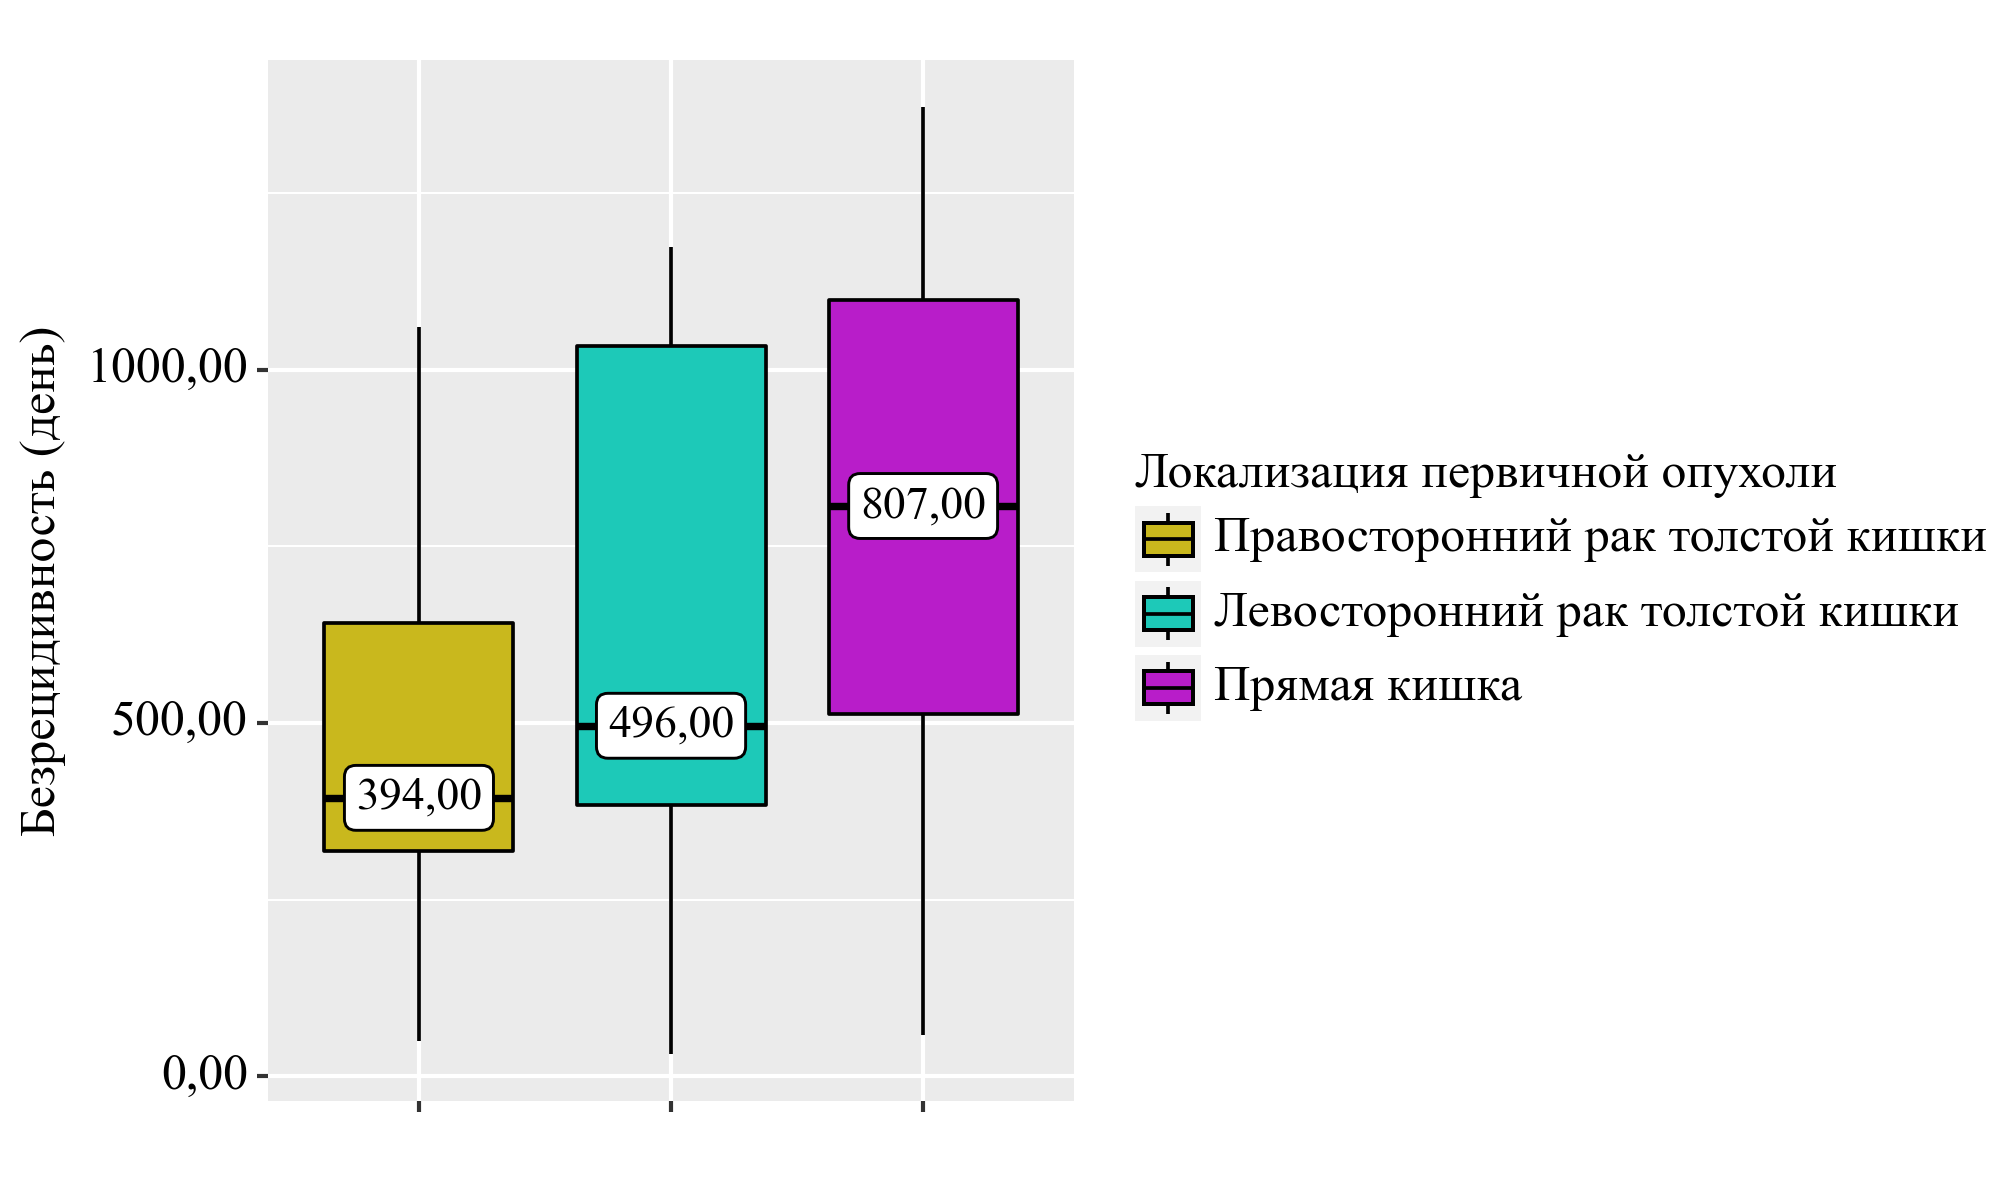 Безрецидивность (день)
1000,00
500,00
0,00
394,00
496,00
807,00
Локализация первичной опухоли
Правосторонний рак толстой кишки
Левосторонний рак толстой кишки
Прямая кишка